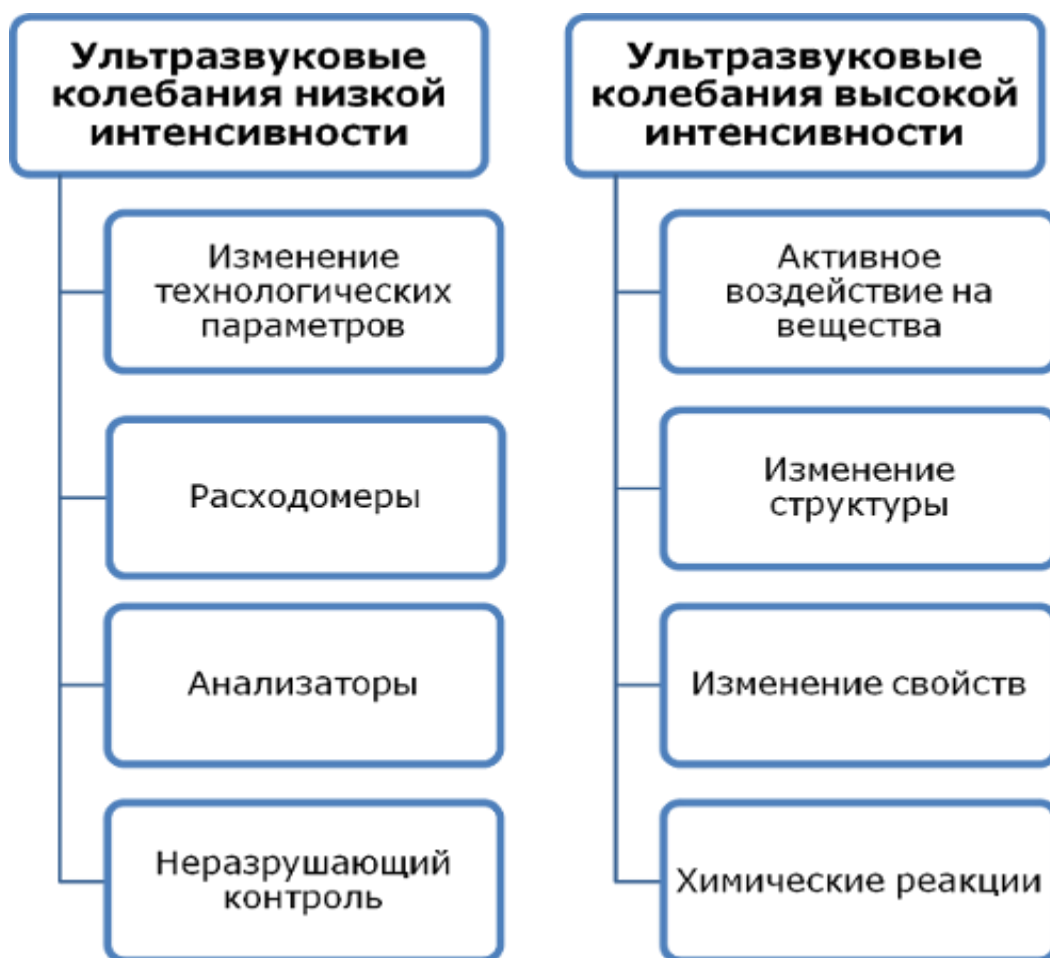 Ультразвуковые
колебания низкой
интенсивности
Изменение
технологических
параметров
Расходомеры
Анализаторы
Неразрушающий
контроль
Ультразвуковые
колебания высокой
интенсивности
Активное
воздействие на
вещества
Изменение
структуры
Изменение свойств
Химические реакции